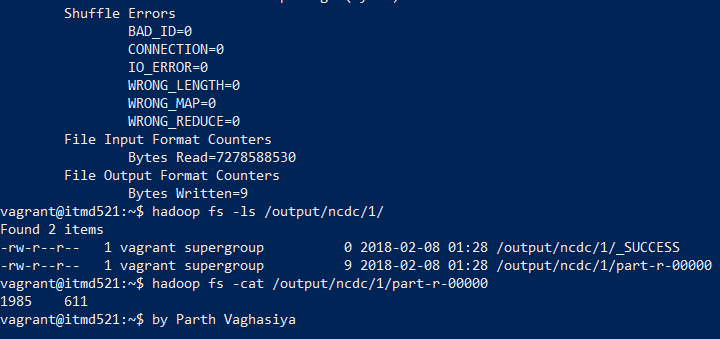 Shuffle Errors
BAD_ID=0
CONNECTION=0
IO_ERROR=0
WRONG_LENGTH=0
WRONG_MAP=0
WRONG_REDUCE=0
File Input Format Counters
Bytes Read=7278588530
File Output Format Counters
Bytes Written=9
vagrant@itmd521:~$ hadoop fs -ls /output/ncdc/1/
Found 2 items
-rw-r--r--   1 vagrant supergroup          0 2018-02-08 01:28 /output/ncdc/1/_SUCCESS
-rw-r--r--   1 vagrant supergroup          9 2018-02-08 01:28 /output/ncdc/1/part-r-00000
vagrant@itmd521:~$ hadoop fs -cat /output/ncdc/1/part-r-00000
1985    611
vagrant@itmd521:~$ by Parth Vaghasiya